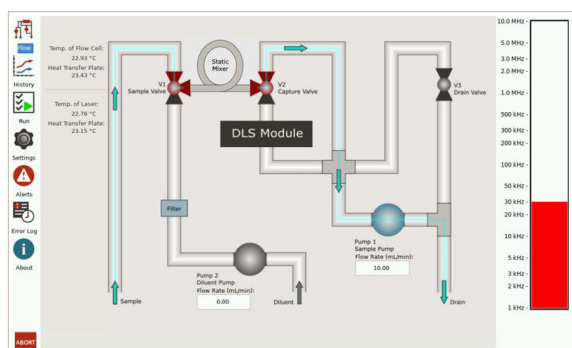 Flow
History
Run
Settings
Alerts
Error Log
i
About
ABORT
Temp. of Flow Cell:
22.93 °C
Heat Transfer Plate:
23.43 °C
Temp. of Laser:
22.76 °C
Heat Transfer Plate:
23.15 °C
Static
Mixer
V1
Sample Valve
V2
Capture Valve
V3
Drain Valve
DLS Module
Filter
Pump 2
Diluent Pump
Flow Rate (mL/min):
0.00
Pump 1
Sample Pump
Flow Rate (mL/min):
10.00
Sample
Diluent
Drain
10.0 MHz
5.0 MHz
3.0 MHz
2.0 MHz
1.0 MHz
500 kHz
300 kHz
200 kHz
100 kHz
50 kHz
30 kHz
20 kHz
10 kHz
5 kHz
3 kHz
2 kHz
1 kHz